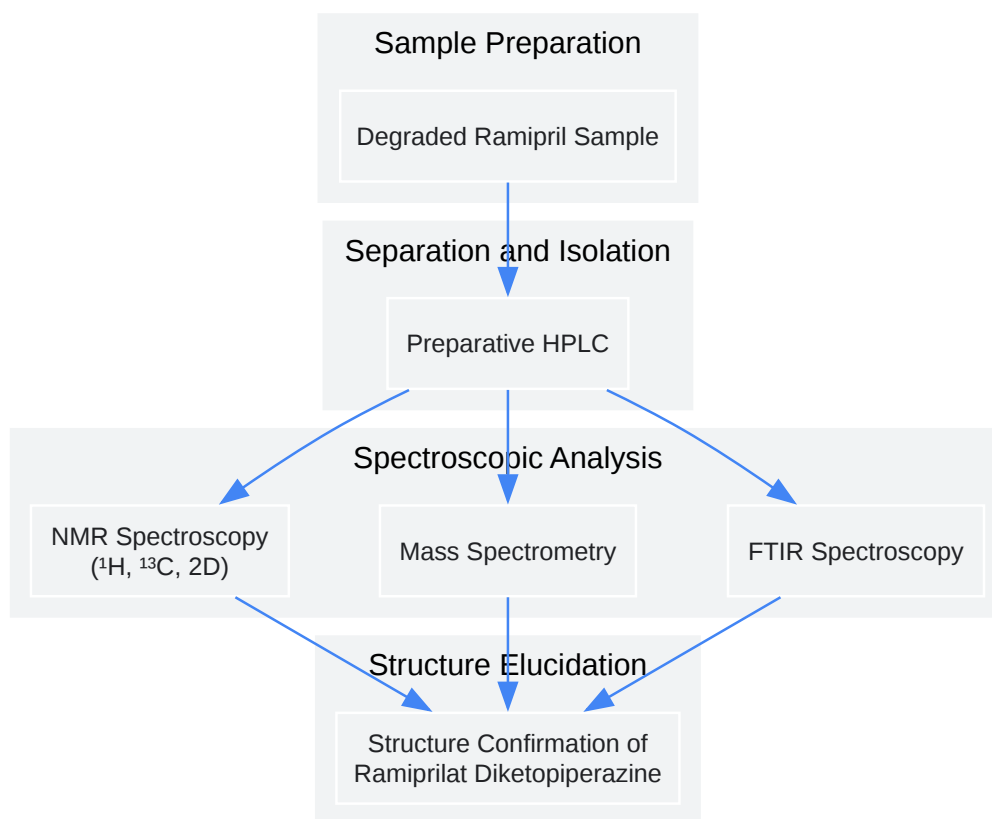 Sample Preparation
Degraded Ramipril Sample
Separation and Isolation
Preparative HPLC
Spectroscopic Analysis
NMR Spectroscopy
(¹H, ¹³C, 2D)
Mass Spectrometry
FTIR Spectroscopy
Structure Elucidation
Structure Confirmation of
Ramiprilat Diketopiperazine